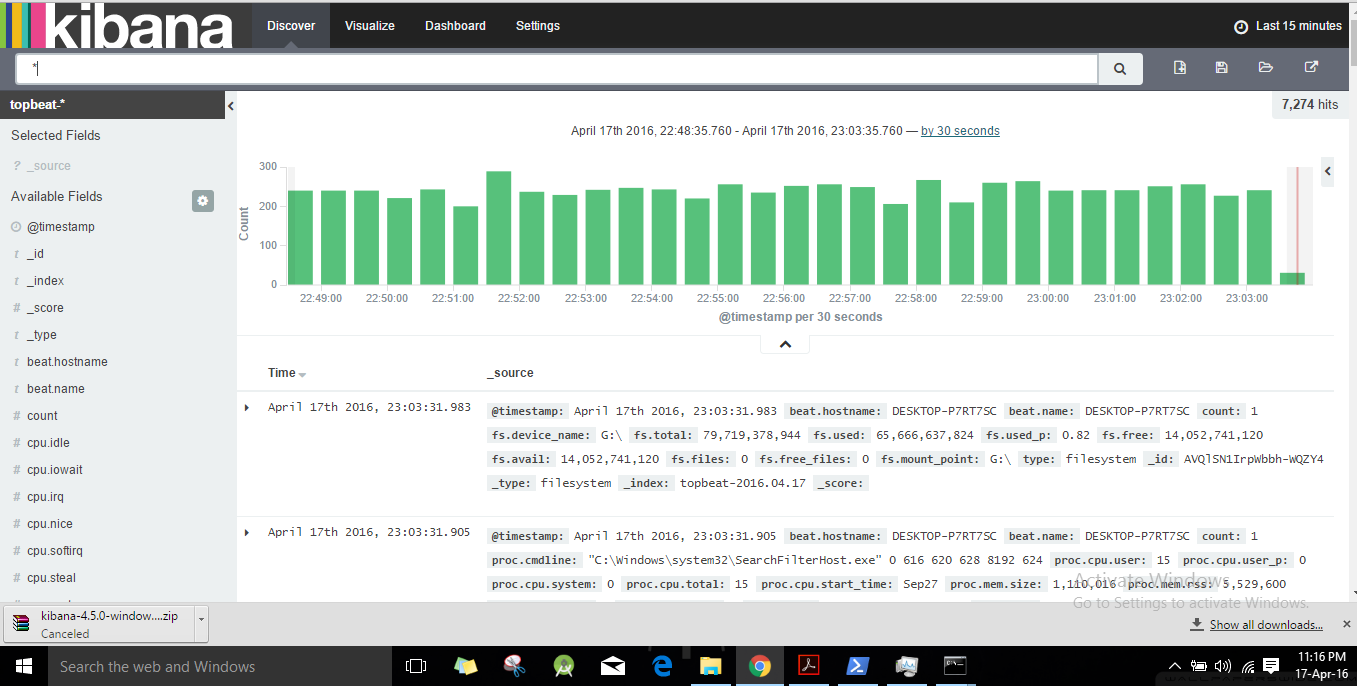 kibana Discover Visualize Dashboard Settings Last 15 minutes
*
topbeat-*
7,274 hits
Selected Fields
? _source
Available Fields
@timestamp
t _id
t _index
# _score
t _type
t beat.hostname
t beat.name
# count
# cpu.idle
# cpu.iowait
# cpu.irq
# cpu.nice
# cpu.softirq
# cpu.steal
April 17th 2016, 22:48:35.760 - April 17th 2016, 23:03:35.760 — by 30 seconds
Count
300
200
100
0
22:49:00 22:50:00 22:51:00 22:52:00 22:53:00 22:54:00 22:55:00 22:56:00 22:57:00 22:58:00 22:59:00 23:00:00 23:01:00 23:02:00 23:03:00
@timestamp per 30 seconds
Time _source
April 17th 2016, 23:03:31.983 @timestamp: April 17th 2016, 23:03:31.983 beat.hostname: DESKTOP-P7RT7SC beat.name: DESKTOP-P7RT7SC count: 1
fs.device_name: G:\ fs.total: 79,719,378,944 fs.used: 65,666,637,824 fs.used_p: 0.82 fs.free: 14,052,741,120
fs.avail: 14,052,741,120 fs.files: 0 fs.free_files: 0 fs.mount_point: G:\ type: filesystem _id: AVQlSN1IrpWbbh-WQZY4
_type: filesystem _index: topbeat-2016.04.17 _score:
April 17th 2016, 23:03:31.905 @timestamp: April 17th 2016, 23:03:31.905 beat.hostname: DESKTOP-P7RT7SC beat.name: DESKTOP-P7RT7SC count: 1
proc.cmdline: "C:\Windows\system32\SearchFilterHost.exe" 0 616 620 628 8192 624 proc.cpu.user: 15 proc.cpu.user_p: 0
proc.cpu.system: 0 proc.cpu.total: 15 proc.cpu.start_time: Sep27 proc.mem.size: 1,110,016 proc.mem.rss: 5,529,600
Activate Windows
Go to Settings to activate Windows.
kibana-4.5.0-window....zip
Canceled
Show all downloads...
Search the web and Windows
11:16 PM
17-Apr-16